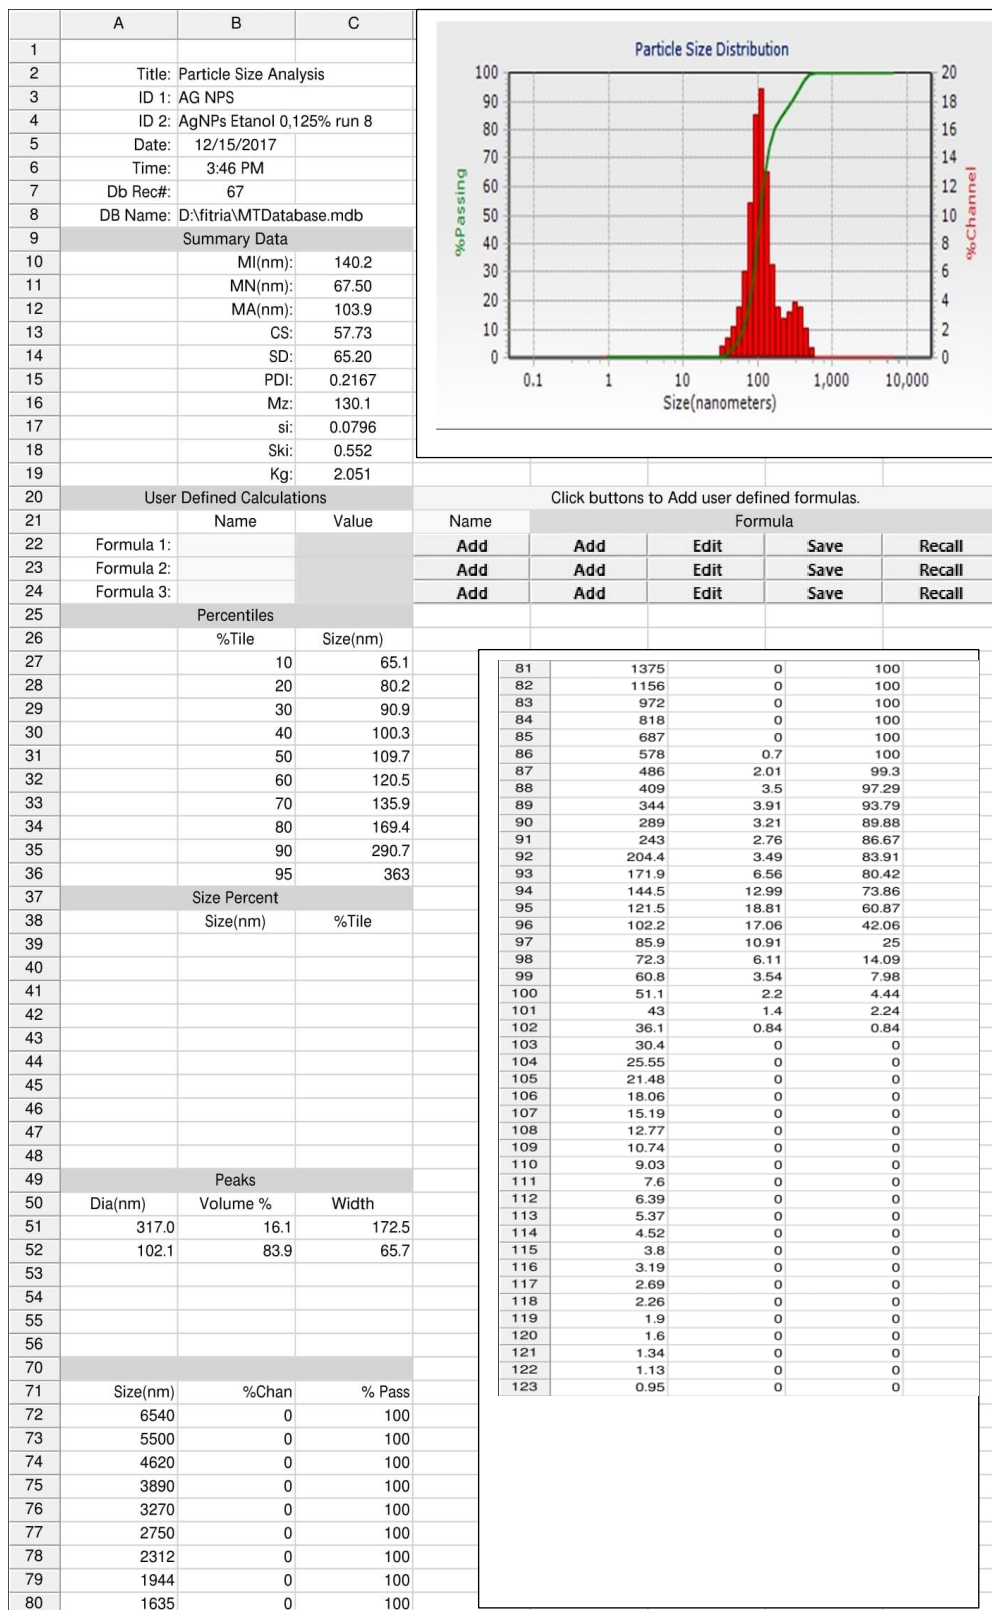 A B C
1
2 Title: Particle Size Analysis
3 ID 1: AG NPS
4 ID 2: AgNPs Etanol 0,125% run 8
5 Date: 12/15/2017
6 Time: 3:46 PM
7 Db Rec#: 67
8 DB Name: D:\fitria\MTDatabase.mdb
9 Summary Data
10 MI(nm): 140.2
11 MN(nm): 67.50
12 MA(nm): 103.9
13 CS: 57.73
14 SD: 65.20
15 PDI: 0.2167
16 Mz: 130.1
17 si: 0.0796
18 Ski: 0.552
19 Kg: 2.051
Particle Size Distribution
%Passing
100
90
80
70
60
50
40
30
20
10
0
20
18
16
14
12
10
8
6
4
2
0
%Channel
0.1 1 10 100 1,000 10,000
Size(nanometers)
20 User Defined Calculations Click buttons to Add user defined formulas.
21 Name Value Name Formula
22 Formula 1: Add Add Edit Save Recall
23 Formula 2: Add Add Edit Save Recall
24 Formula 3: Add Add Edit Save Recall
25 Percentiles
26 %Tile Size(nm)
27 10 65.1
28 20 80.2
29 30 90.9
30 40 100.3
31 50 109.7
32 60 120.5
33 70 135.9
34 80 169.4
35 90 290.7
36 95 363
37 Size Percent
38 Size(nm) %Tile
39
40
41
42
43
44
45
46
47
48
49 Peaks
50 Dia(nm) Volume % Width
51 317.0 16.1 172.5
52 102.1 83.9 65.7
53
54
55
56
70
71 Size(nm) %Chan % Pass
72 6540 0 100
73 5500 0 100
74 4620 0 100
75 3890 0 100
76 3270 0 100
77 2750 0 100
78 2312 0 100
79 1944 0 100
80 1635 0 100
81 1375 0 100
82 1156 0 100
83 972 0 100
84 818 0 100
85 687 0 100
86 578 0.7 100
87 486 2.01 99.3
88 409 3.5 97.29
89 344 3.91 93.79
90 289 3.21 89.88
91 243 2.76 86.67
92 204.4 3.49 83.91
93 171.9 6.56 80.42
94 144.5 12.99 73.86
95 121.5 18.81 60.87
96 102.2 17.06 42.06
97 85.9 10.91 25
98 72.3 6.11 14.09
99 60.8 3.54 7.98
100 51.1 2.2 4.44
101 43 1.4 2.24
102 36.1 0.84 0.84
103 30.4 0 0
104 25.55 0 0
105 21.48 0 0
106 18.06 0 0
107 15.19 0 0
108 12.77 0 0
109 10.74 0 0
110 9.03 0 0
111 7.6 0 0
112 6.39 0 0
113 5.37 0 0
114 4.52 0 0
115 3.8 0 0
116 3.19 0 0
117 2.69 0 0
118 2.26 0 0
119 1.9 0 0
120 1.6 0 0
121 1.34 0 0
122 1.13 0 0
123 0.95 0 0